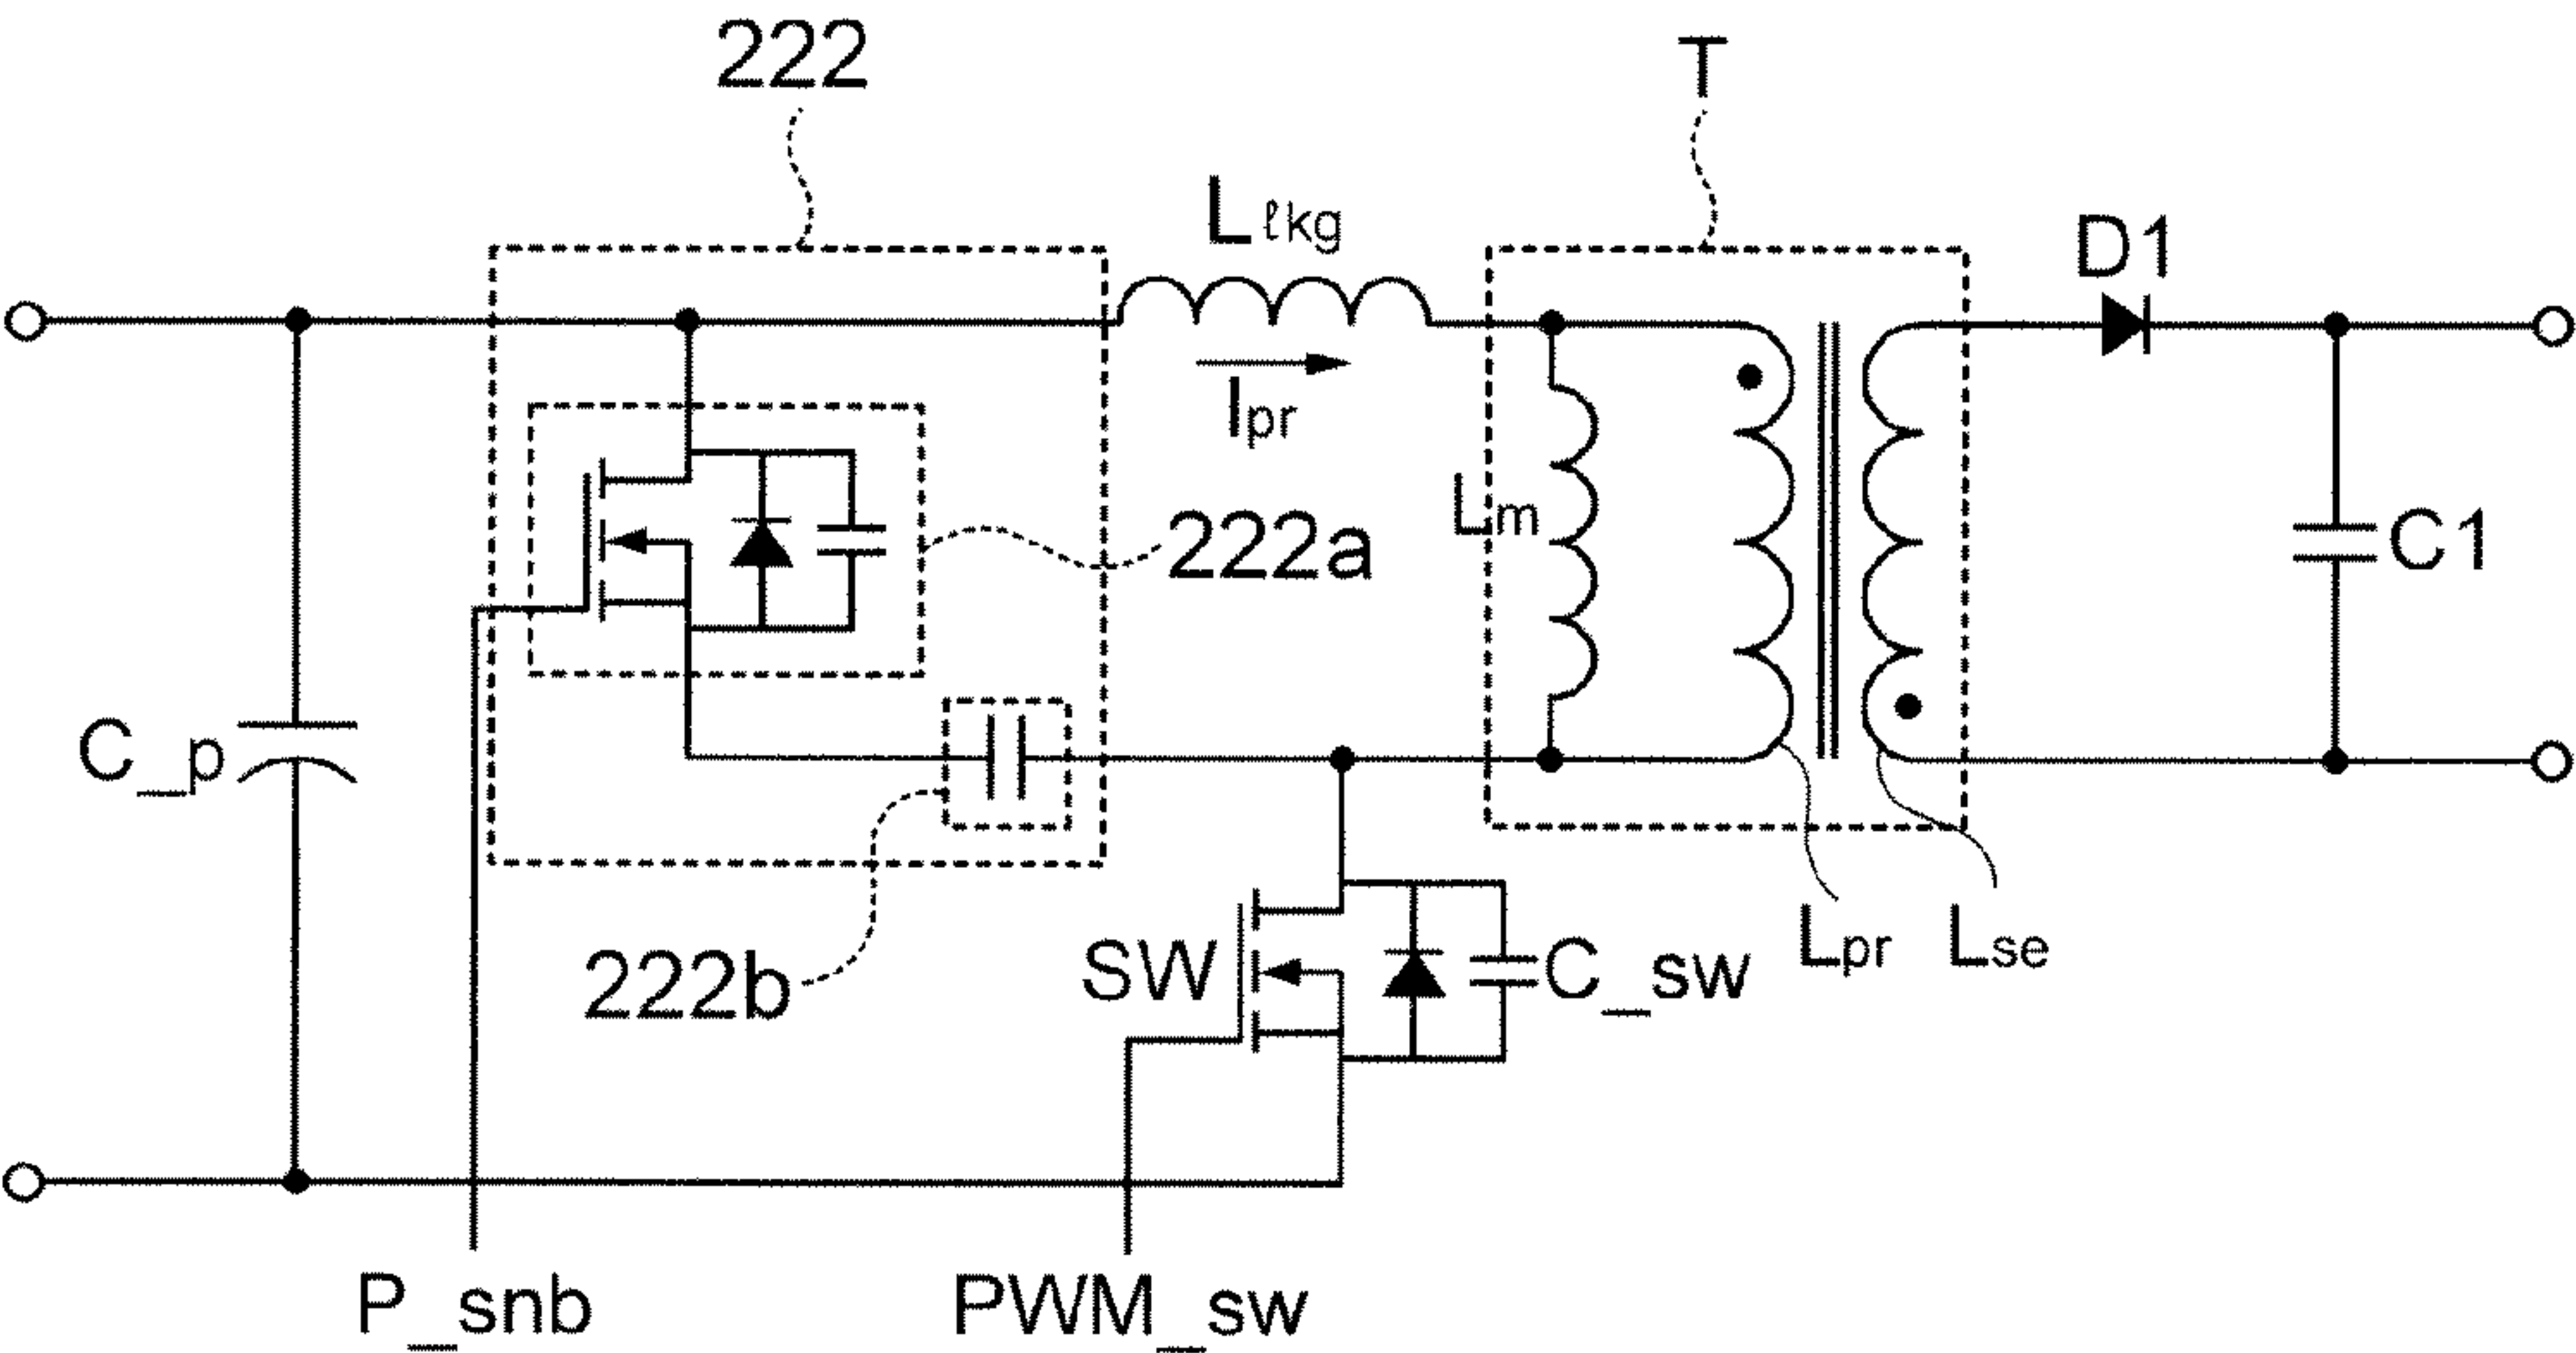 222
T
Lℓkg
D1
Ipr
Lm
222a
C1
C_p
222b
SW
C_sw
Lpr
Lse
P_snb
PWM_sw